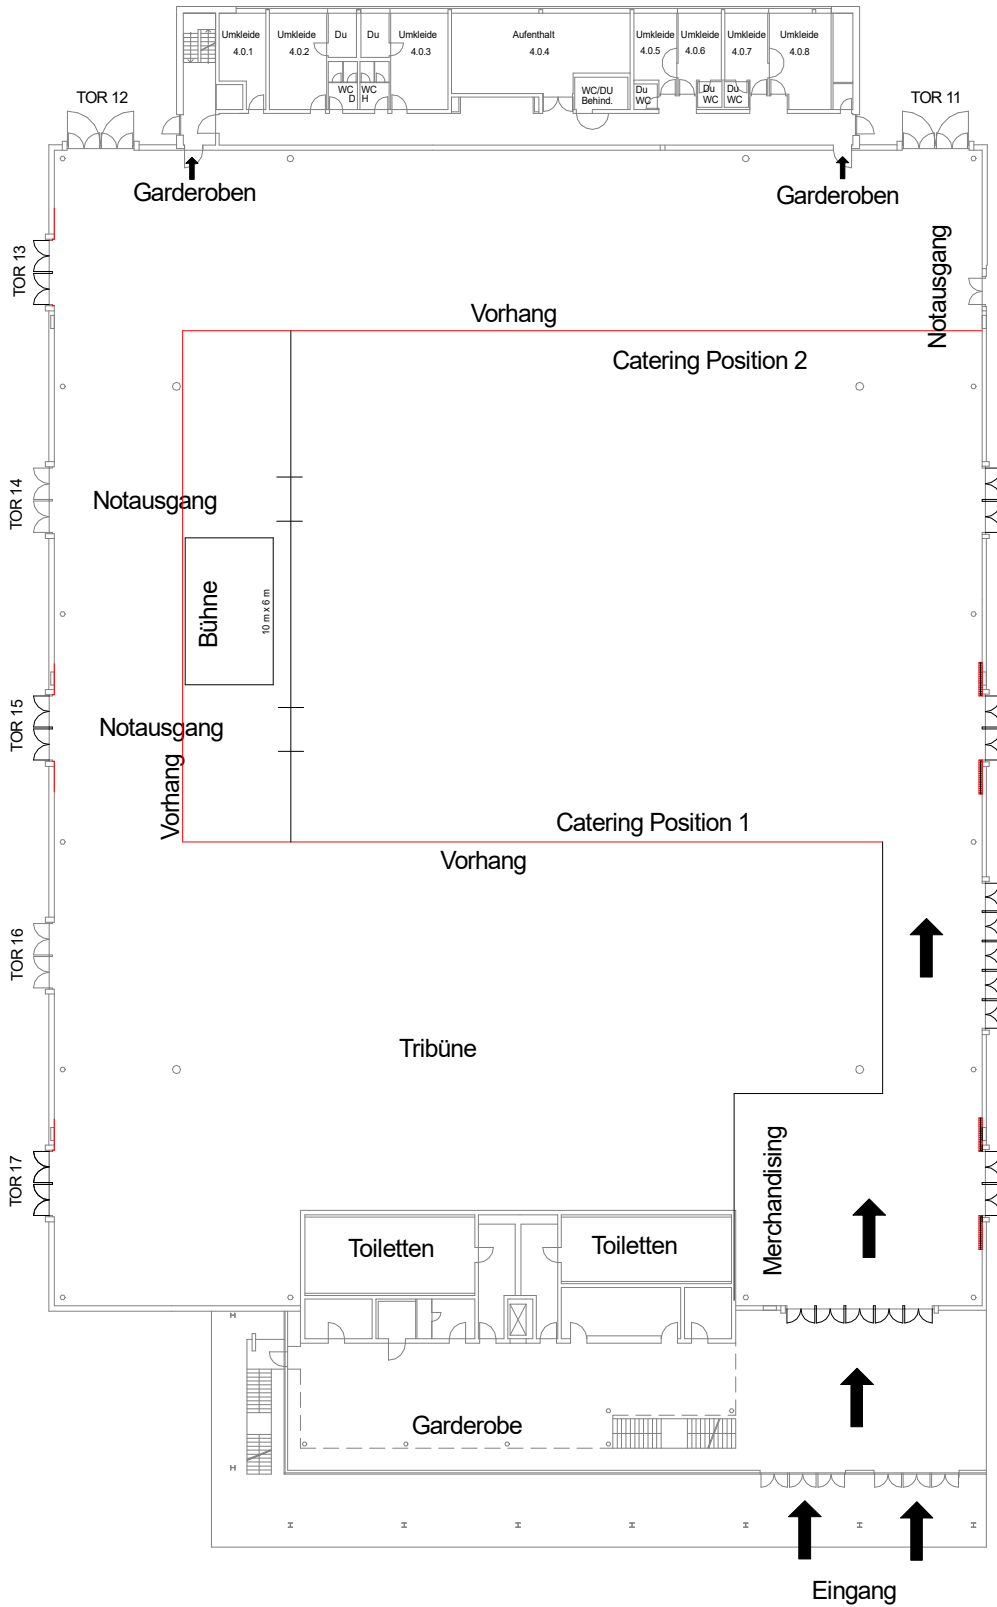 Umkleide
4.0.1
Umkleide
4.0.2
Du
Du
Umkleide
4.0.3
Aufenthalt
4.0.4
Umkleide
4.0.5
Umkleide
4.0.6
Umkleide
4.0.7
Umkleide
4.0.8
WC
D
WC
H
WC/DU
Behind.
Du
WC
Du
WC
Du
WC
TOR 12
TOR 11
Garderoben
Garderoben
TOR 13
Notausgang
Vorhang
Catering Position 2
TOR 14
Notausgang
Bühne
10 m x 6 m
TOR 15
Notausgang
Vorhang
Catering Position 1
Vorhang
TOR 16
Tribüne
TOR 17
Merchandising
Toiletten
Toiletten
Garderobe
Eingang